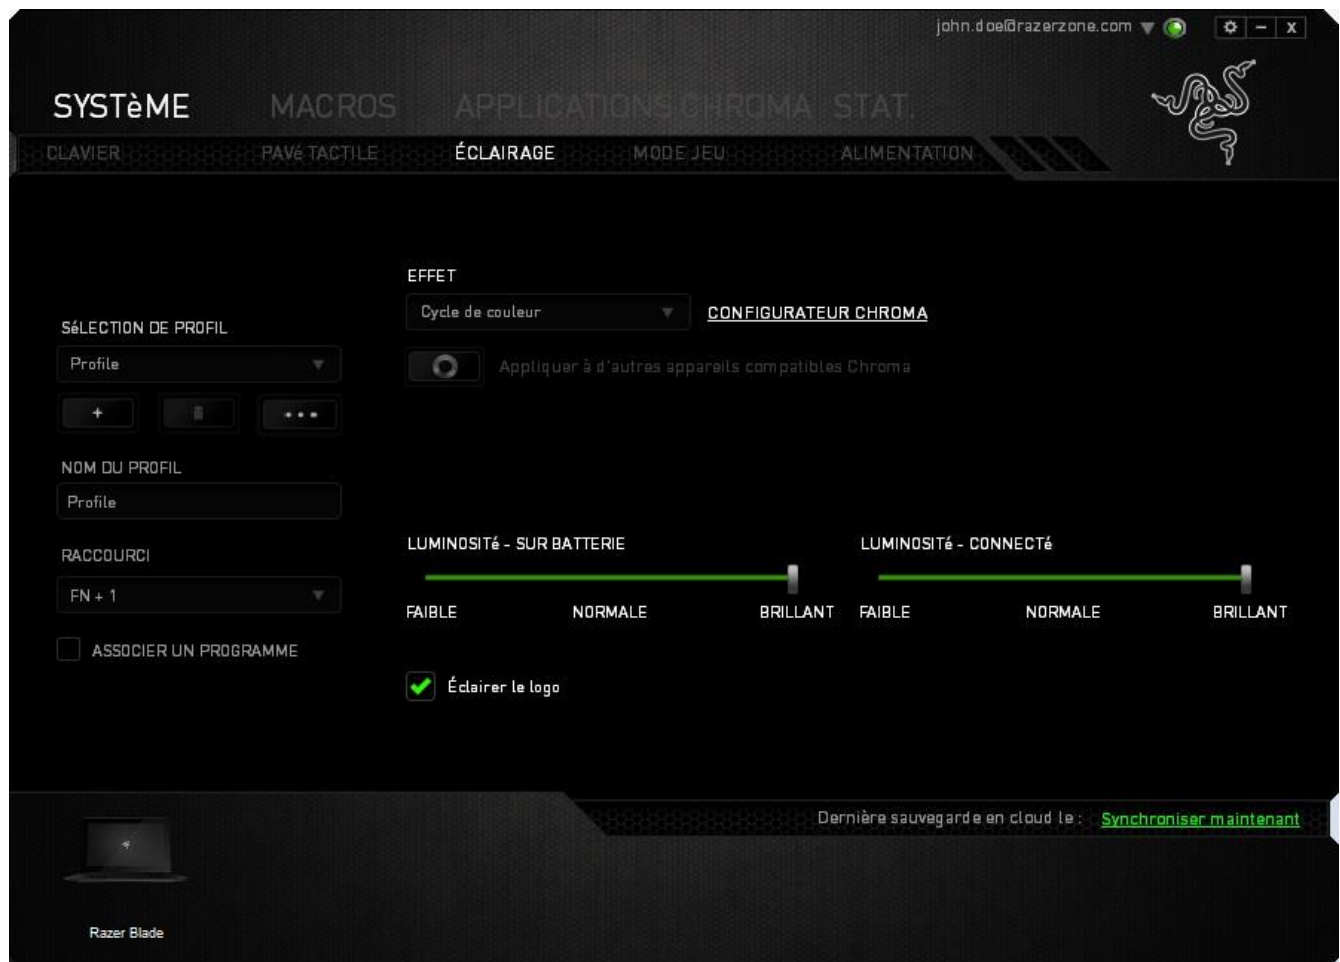 john.doe@razerzone.com
x
SYSTèME MACROS APPLICATIONS CHROMA STAT.
CLAVIER PAVé TACTILE ÉCLAIRAGE MODE JEU ALIMENTATION
SéLECTION DE PROFIL
Profile
+ ...
NOM DU PROFIL
Profile
RACCOURCI
FN + 1
ASSOCIER UN PROGRAMME
EFFET
Cycle de couleur CONFIGURATEUR CHROMA
Appliquer à d'autres appareils compatibles Chroma
LUMINOSITé - SUR BATTERIE
FAIBLE NORMALE BRILLANT
LUMINOSITé - CONNECTé
FAIBLE NORMALE BRILLANT
Éclairer le logo
Dernière sauvegarde en cloud le : Synchroniser maintenant
Razer Blade